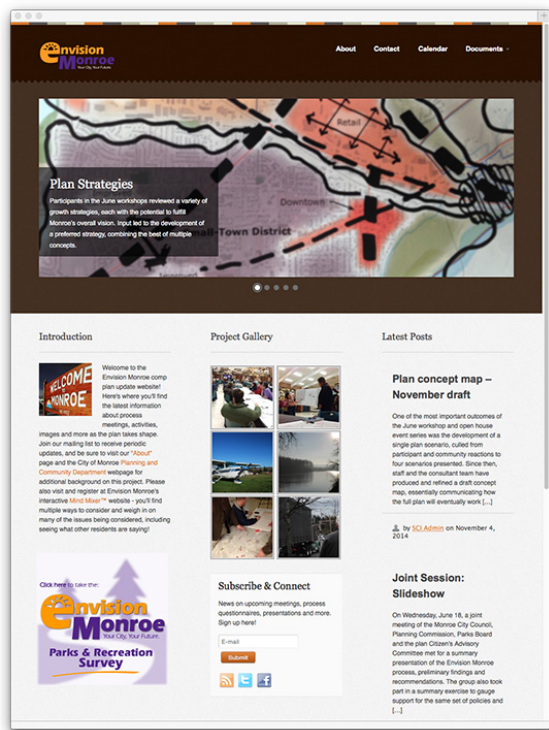 envision
Monroe
Your City. Your Future.
About
Contact
Calendar
Documents
Retail
Downtown
Small-Town District
Plan Strategies
Participants in the June workshops reviewed a variety of
growth strategies, each with the potential to fulfill
Monroe's overall vision. Input led to the development of
a preferred strategy, combining the best of multiple
concepts.
Introduction
WELCOME
MONROE
Welcome to the
Envision Monroe comp
plan update website!
Here's where you'll find
the latest information
about process
meetings, activities,
images and more as the plan takes shape.
Join our mailing list to receive periodic
updates, and be sure to visit our "About"
page and the City of Monroe Planning and
Community Department webpage for
additional background on this project. Please
also visit and register at Envision Monroe's
interactive Mind Mixer™ website - you'll find
multiple ways to consider and weigh in on
many of the issues being considered, including
seeing what other residents are saying!
Click here to take the:
envision
Monroe
Your City. Your Future.
Parks & Recreation
Survey
Project Gallery
Subscribe & Connect
News on upcoming meetings, process
questionnaires, presentations and more.
Sign up here!
E-mail
Submit
Latest Posts
Plan concept map –
November draft
One of the most important outcomes of
the June workshop and open house
event series was the development of a
single plan scenario, culled from
participant and community reactions to
four scenarios presented. Since then,
staff and the consultant team have
produced and refined a draft concept
map, essentially communicating how
the full plan will eventually work [...]
by SCI Admin on November 4,
2014
Joint Session:
Slideshow
On Wednesday, June 18, a joint
meeting of the Monroe City Council,
Planning Commission, Parks Board
and the plan Citizen's Advisory
Committee met for a summary
presentation of the Envision Monroe
process, preliminary findings and
recommendations. The group also took
part in a summary exercise to gauge
support for the same set of policies and
[...]